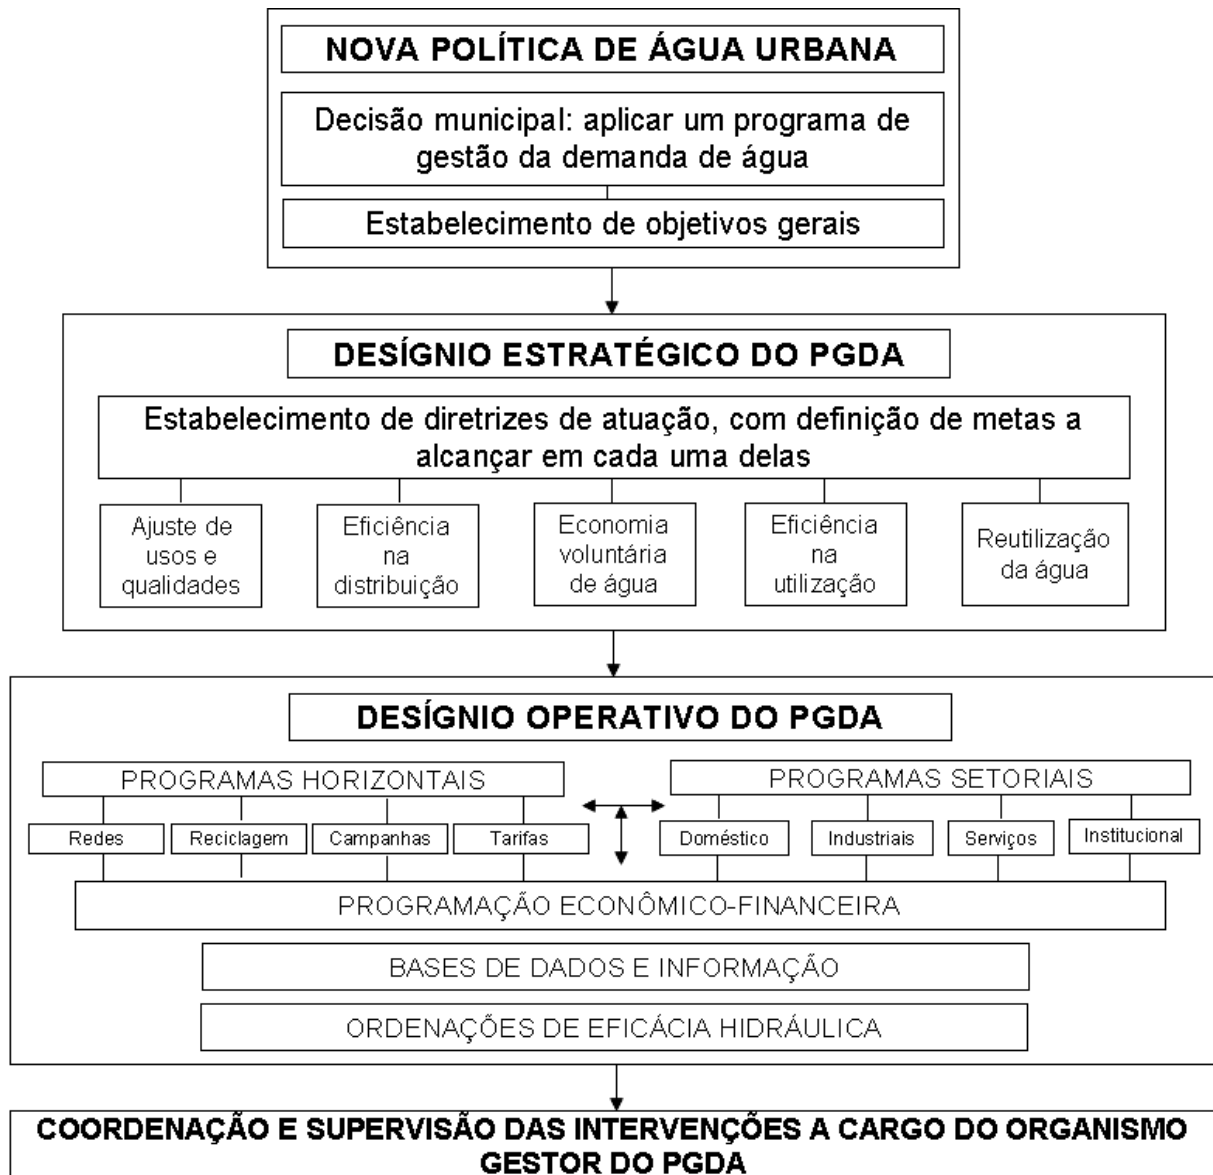 NOVA POLÍTICA DE ÁGUA URBANA
Decisão municipal: aplicar um programa de
gestão da demanda de água
Estabelecimento de objetivos gerais
DESÍGNIO ESTRATÉGICO DO PGDA
Estabelecimento de diretrizes de atuação, com definição de metas a
alcançar em cada uma delas
Ajuste de
usos e
qualidades
Eficiência
na
distribuição
Economia
voluntária
de água
Eficiência
na
utilização
Reutilização
da água
DESÍGNIO OPERATIVO DO PGDA
PROGRAMAS HORIZONTAIS
PROGRAMAS SETORIAIS
Redes
Reciclagem
Campanhas
Tarifas
Doméstico
Industriais
Serviços
Institucional
PROGRAMAÇÃO ECONÔMICO-FINANCEIRA
BASES DE DADOS E INFORMAÇÃO
ORDENAÇÕES DE EFICÁCIA HIDRÁULICA
COORDENAÇÃO E SUPERVISÃO DAS INTERVENÇÕES A CARGO DO ORGANISMO
GESTOR DO PGDA